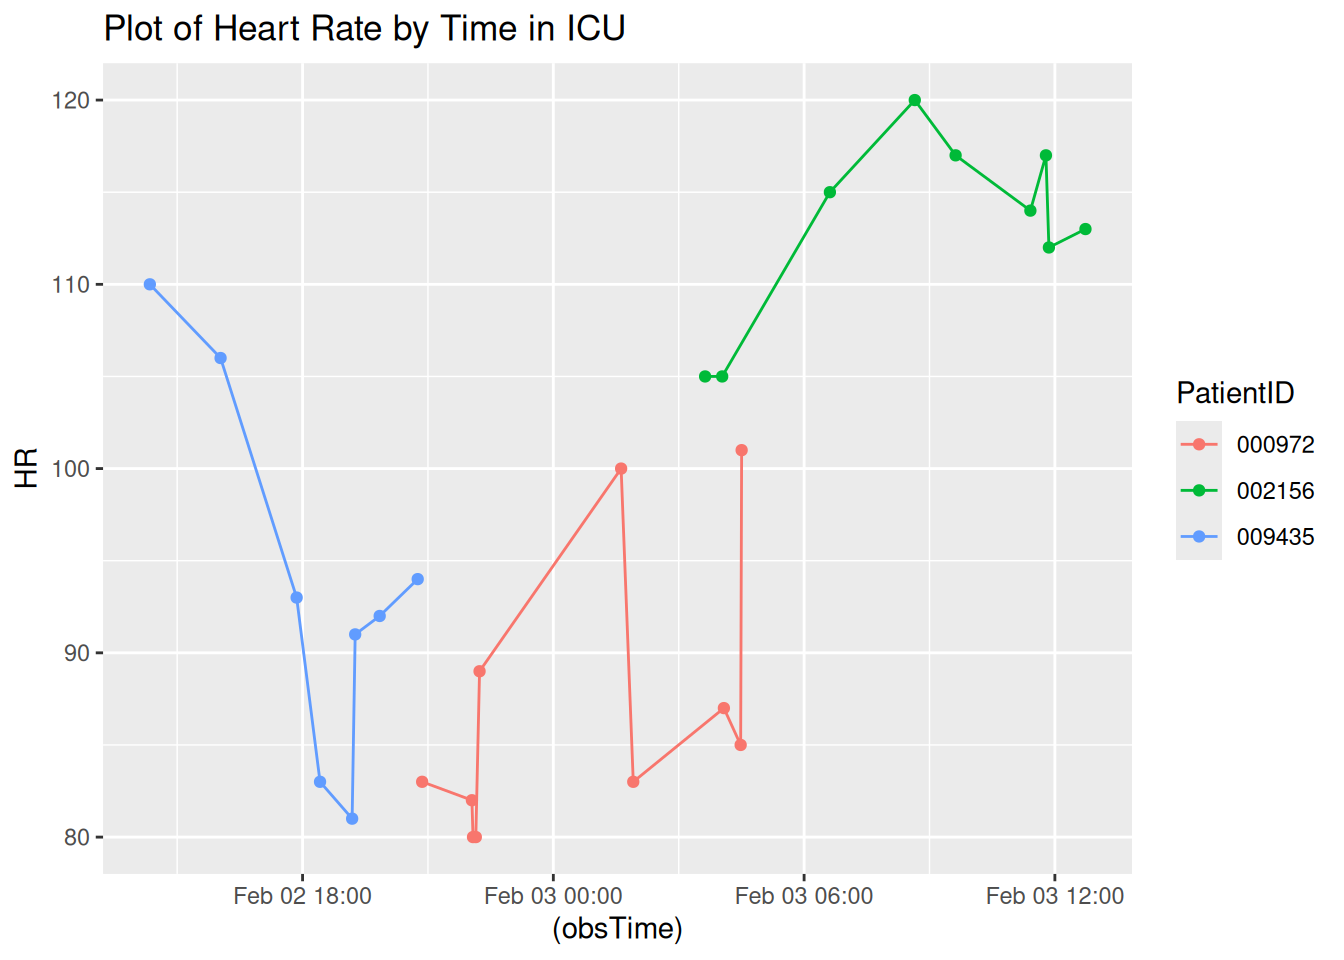 Plot of Heart Rate by Time in ICU
120
110
100
90
80
HR
Feb 02 18:00
Feb 03 00:00
Feb 03 06:00
Feb 03 12:00
(obsTime)
PatientID
000972
002156
009435